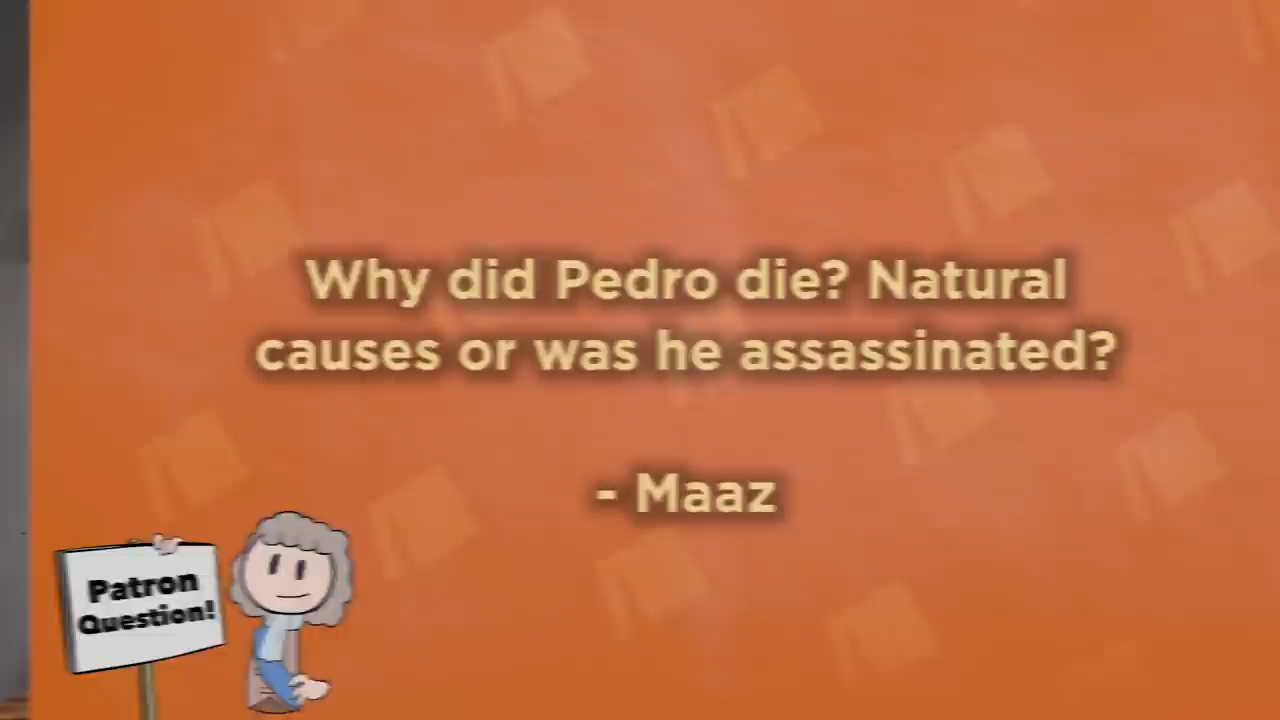 Why did Pedro die? Natural
causes or was he assassinated?
- Maaz
Patron
Question!